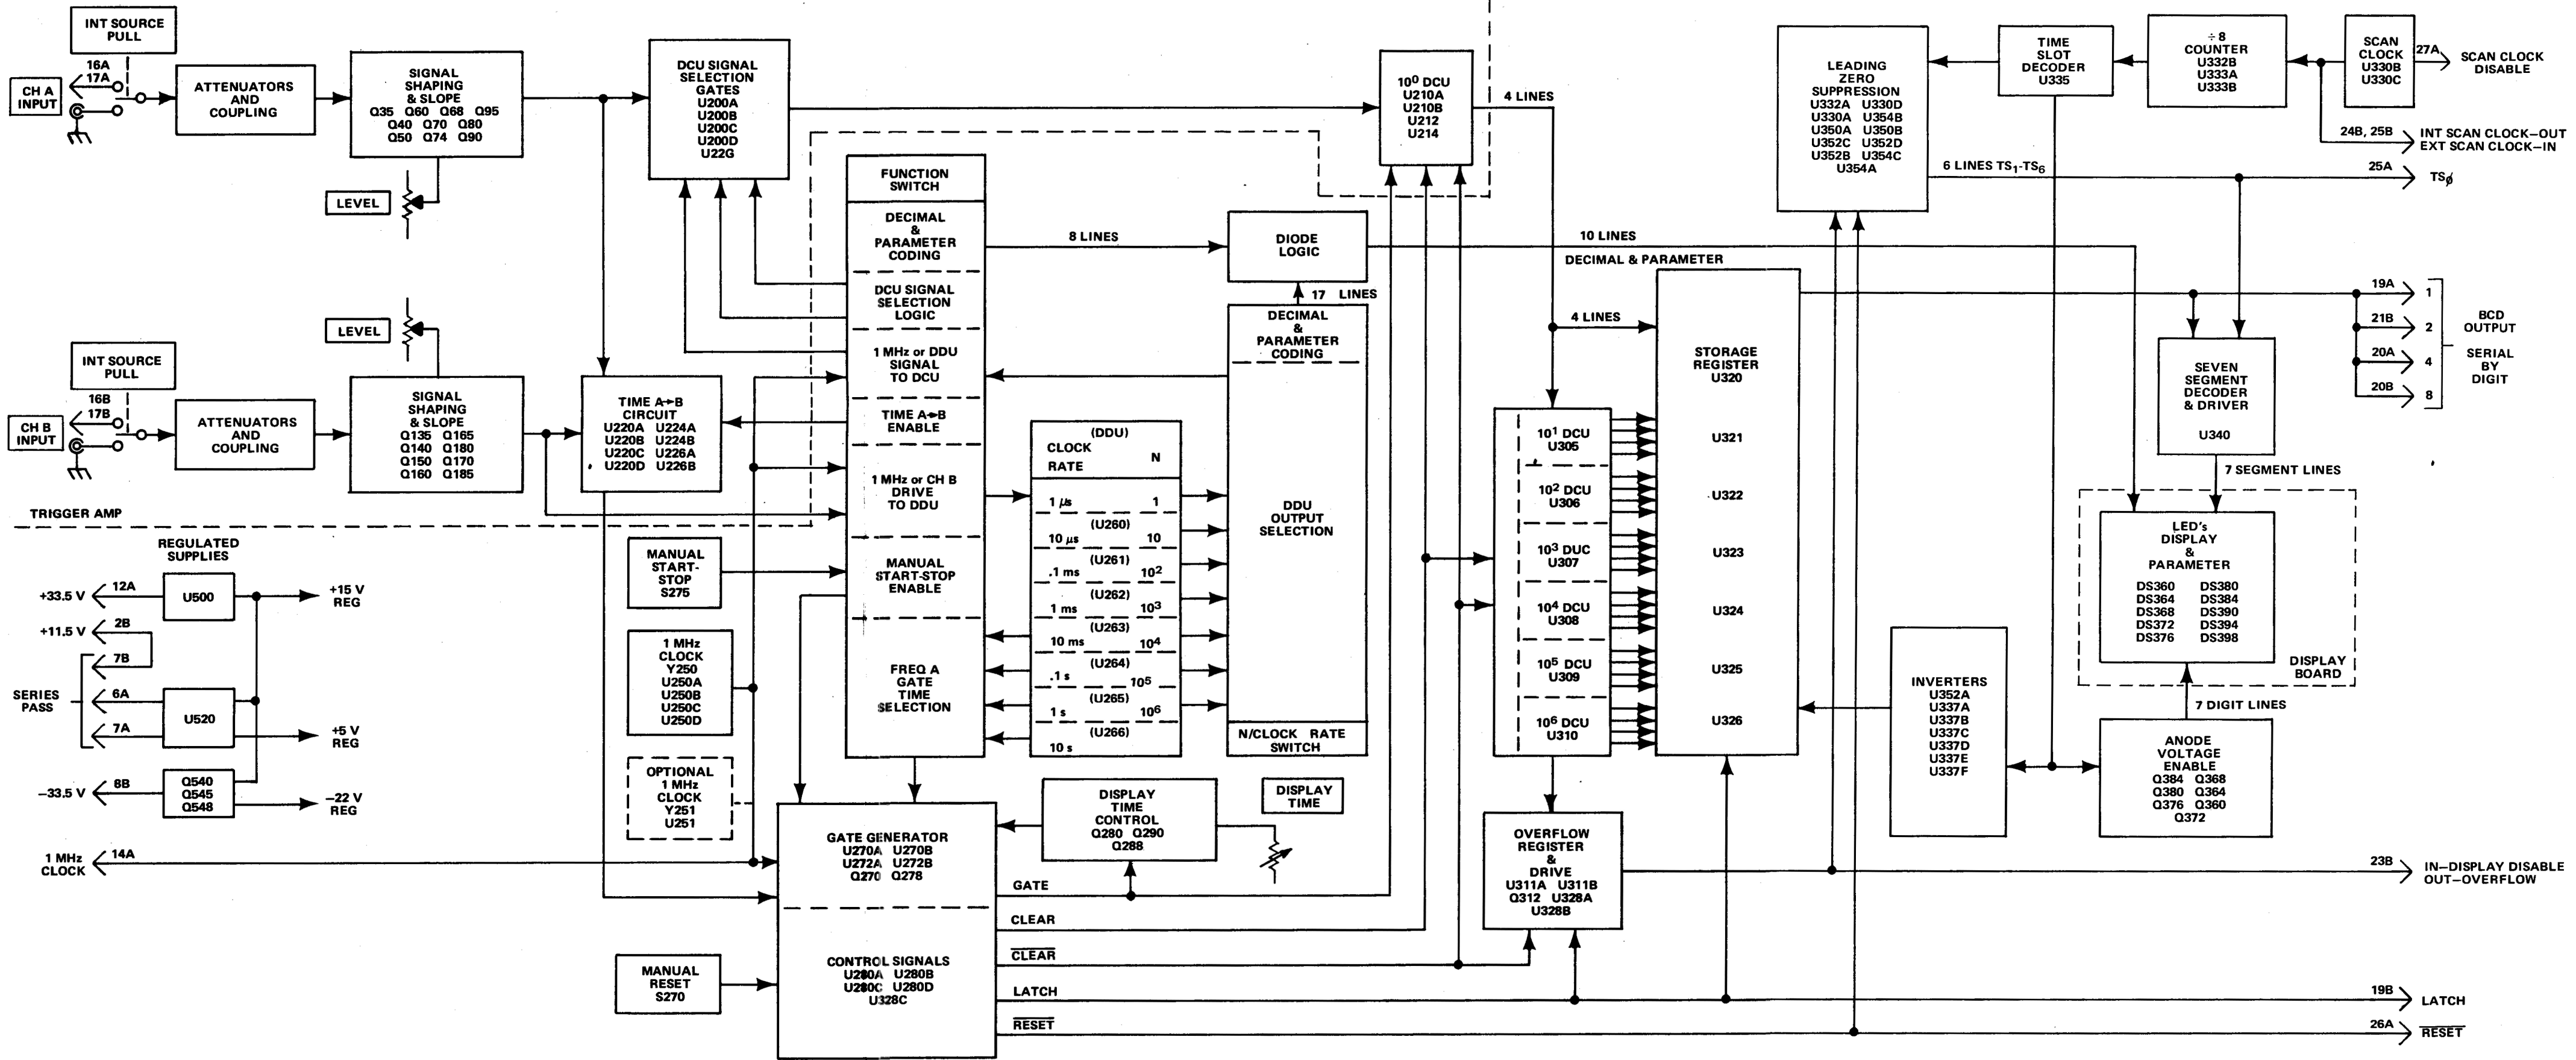 INT SOURCE
PULL
16A
17A
CH A
INPUT
ATTENUATORS
AND
COUPLING
SIGNAL
SHAPING
& SLOPE
Q35 Q60 Q68 Q95
Q40 Q70 Q80
Q50 Q74 Q90
LEVEL
DCU SIGNAL
SELECTION
GATES
U200A
U200B
U200C
U200D
U22G
LEVEL
INT SOURCE
PULL
16B
17B
CH B
INPUT
ATTENUATORS
AND
COUPLING
SIGNAL
SHAPING
& SLOPE
Q135 Q165
Q140 Q180
Q150 Q170
Q160 Q185
TIME A→B
CIRCUIT
U220A U224A
U220B U224B
U220C U226A
U220D U226B
TRIGGER AMP
REGULATED
SUPPLIES
+33.5 V
12A
U500
+15 V
REG
+11.5 V
2B
7B
SERIES
PASS
6A
7A
U520
+5 V
REG
−33.5 V
8B
Q540
Q545
Q548
−22 V
REG
1 MHz
CLOCK
14A
FUNCTION
SWITCH
DECIMAL
&
PARAMETER
CODING
DCU SIGNAL
SELECTION
LOGIC
1 MHz or DDU
SIGNAL
TO DCU
TIME A→B
ENABLE
1 MHz or CH B
DRIVE
TO DDU
MANUAL
START-STOP
ENABLE
FREQ A
GATE
TIME
SELECTION
MANUAL
START-
STOP
S275
1 MHz
CLOCK
Y250
U250A
U250B
U250C
U250D
OPTIONAL
1 MHz
CLOCK
Y251
U251
MANUAL
RESET
S270
GATE GENERATOR
U270A U270B
U272A U272B
Q270 Q278
CONTROL SIGNALS
U280A U280B
U280C U280D
U328C
(DDU)
CLOCK
RATE N
1 μs 1
(U260)
10 μs 10
(U261)
.1 ms 10²
(U262)
1 ms 10³
(U263)
10 ms 10⁴
(U264)
.1 s 10⁵
(U265)
1 s 10⁶
(U266)
10 s
8 LINES
DIODE
LOGIC
17 LINES
DECIMAL
&
PARAMETER
CODING
DDU
OUTPUT
SELECTION
N/CLOCK RATE
SWITCH
DISPLAY
TIME
CONTROL
Q280 Q290
Q288
DISPLAY
TIME
GATE
CLEAR
C̅L̅E̅A̅R̅
LATCH
R̅E̅S̅E̅T̅
10⁰ DCU
U210A
U210B
U212
U214
4 LINES
10 LINES
DECIMAL & PARAMETER
4 LINES
10¹ DCU
U305
10² DCU
U306
10³ DUC
U307
10⁴ DCU
U308
10⁵ DCU
U309
10⁶ DCU
U310
STORAGE
REGISTER
U320
U321
U322
U323
U324
U325
U326
OVERFLOW
REGISTER
&
DRIVE
U311A U311B
Q312 U328A
U328B
LEADING
ZERO
SUPPRESSION
U332A U330D
U330A U354B
U350A U350B
U352C U352D
U352B U354C
U354A
TIME
SLOT
DECODER
U335
÷ 8
COUNTER
U332B
U333A
U333B
SCAN
CLOCK
U330B
U330C
27A
SCAN CLOCK
DISABLE
24B, 25B
INT SCAN CLOCK−OUT
EXT SCAN CLOCK−IN
6 LINES TS₁-TS₆
25A
TSø
19A
1
21B
2
20A
4
20B
8
BCD
OUTPUT
SERIAL
BY
DIGIT
SEVEN
SEGMENT
DECODER
& DRIVER
U340
7 SEGMENT LINES
LED's
DISPLAY
&
PARAMETER
DS360 DS380
DS364 DS384
DS368 DS390
DS372 DS394
DS376 DS398
DISPLAY
BOARD
7 DIGIT LINES
INVERTERS
U352A
U337A
U337B
U337C
U337D
U337E
U337F
ANODE
VOLTAGE
ENABLE
Q384 Q368
Q380 Q364
Q376 Q360
Q372
23B
IN−DISPLAY DISABLE
OUT−OVERFLOW
19B
LATCH
26A
R̅E̅S̅E̅T̅